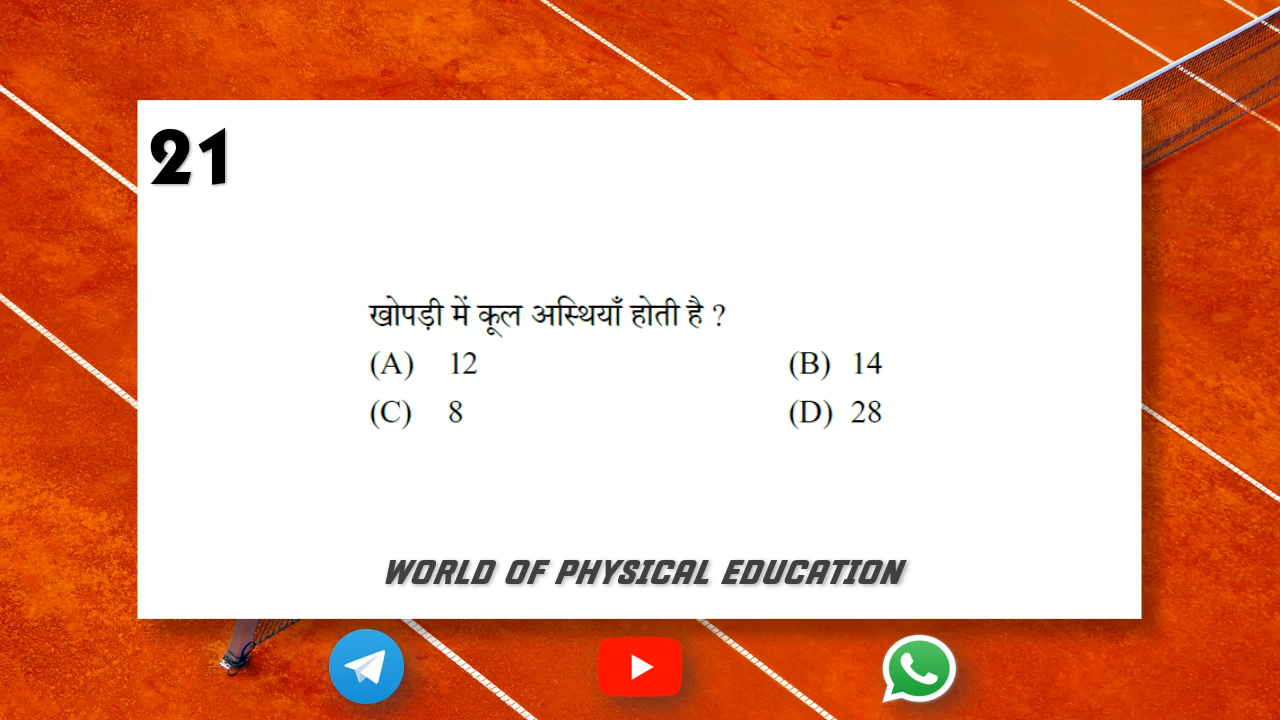 21
खोपड़ी में कूल अस्थियाँ होती है ?
(A) 12 (B) 14
(C) 8 (D) 28
WORLD OF PHYSICAL EDUCATION